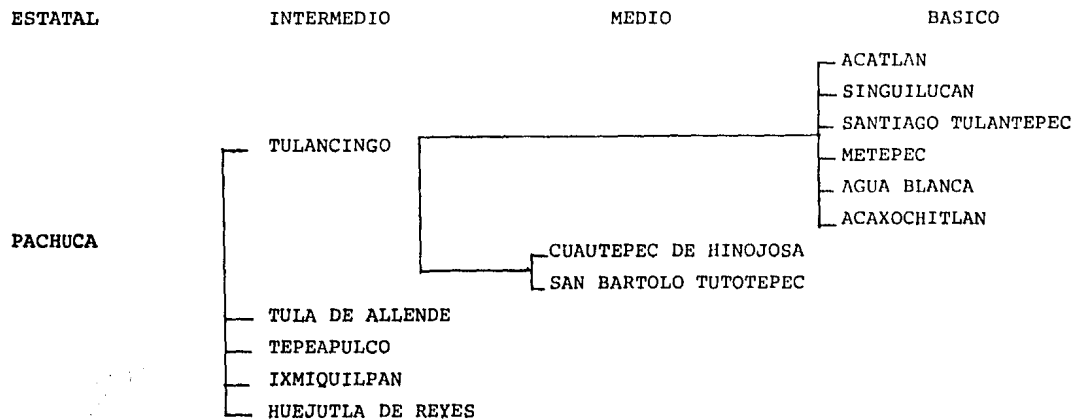 ESTATAL INTERMEDIO MEDIO BASICO
ACATLAN
SINGUILUCAN
SANTIAGO TULANTEPEC
TULANCINGO
METEPEC
AGUA BLANCA
ACAXOCHITLAN
PACHUCA
CUAUTEPEC DE HINOJOSA
SAN BARTOLO TUTOTEPEC
TULA DE ALLENDE
TEPEAPULCO
IXMIQUILPAN
HUEJUTLA DE REYES